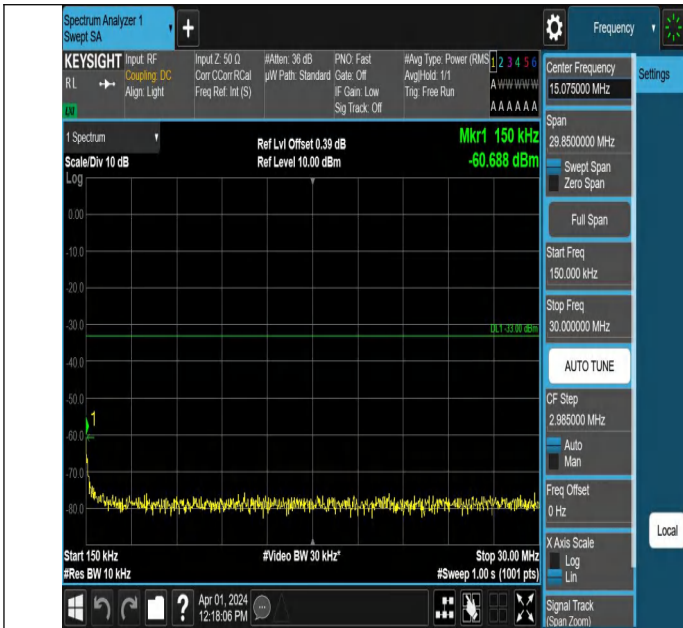 Spectrum Analyzer 1
Swept SA
Frequency
KEYSIGHT
RL
Input: RF
Coupling: DC
Align: Light
Input Z: 50 Ω
Corr CCorr RCal
Freq Ref: Int (S)
#Atten: 36 dB
µW Path: Standard
PNO: Fast
Gate: Off
IF Gain: Low
Sig Track: Off
#Avg Type: Power (RMS
Avg|Hold: 1/1
Trig: Free Run
1 2 3 4 5 6
A W W W W W
A A A A A A
1 Spectrum
Scale/Div 10 dB
Log
Ref Lvl Offset 0.39 dB
Ref Level 10.00 dBm
Mkr1 150 kHz
-60.688 dBm
0.00
-10.0
-20.0
-30.0
-40.0
-50.0
-60.0
-70.0
-80.0
DL1 -33.00 dBm
1
Start 150 kHz
#Res BW 10 kHz
#Video BW 30 kHz*
Stop 30.00 MHz
#Sweep 1.00 s (1001 pts)
Apr 01, 2024
12:18:06 PM
Center Frequency
15.075000 MHz
Settings
Span
29.8500000 MHz
Swept Span
Zero Span
Full Span
Start Freq
150.000 kHz
Stop Freq
30.000000 MHz
AUTO TUNE
CF Step
2.985000 MHz
Auto
Man
Freq Offset
0 Hz
Local
X Axis Scale
Log
Lin
Signal Track
(Span Zoom)